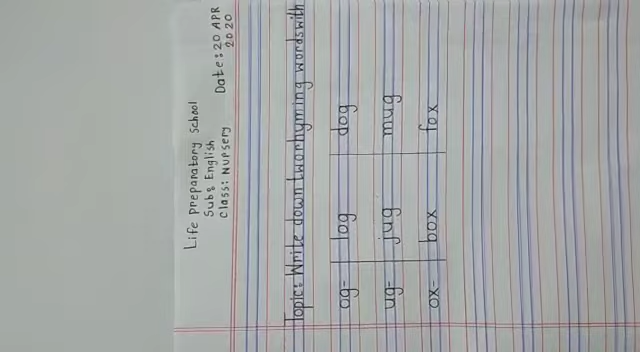 Life preparatory school
Sub: English
Class: Nursery
Date: 20 APR
2020
Topic: Write down two rhyming words with
og- log dog
ug- jug mug
ox- box fox